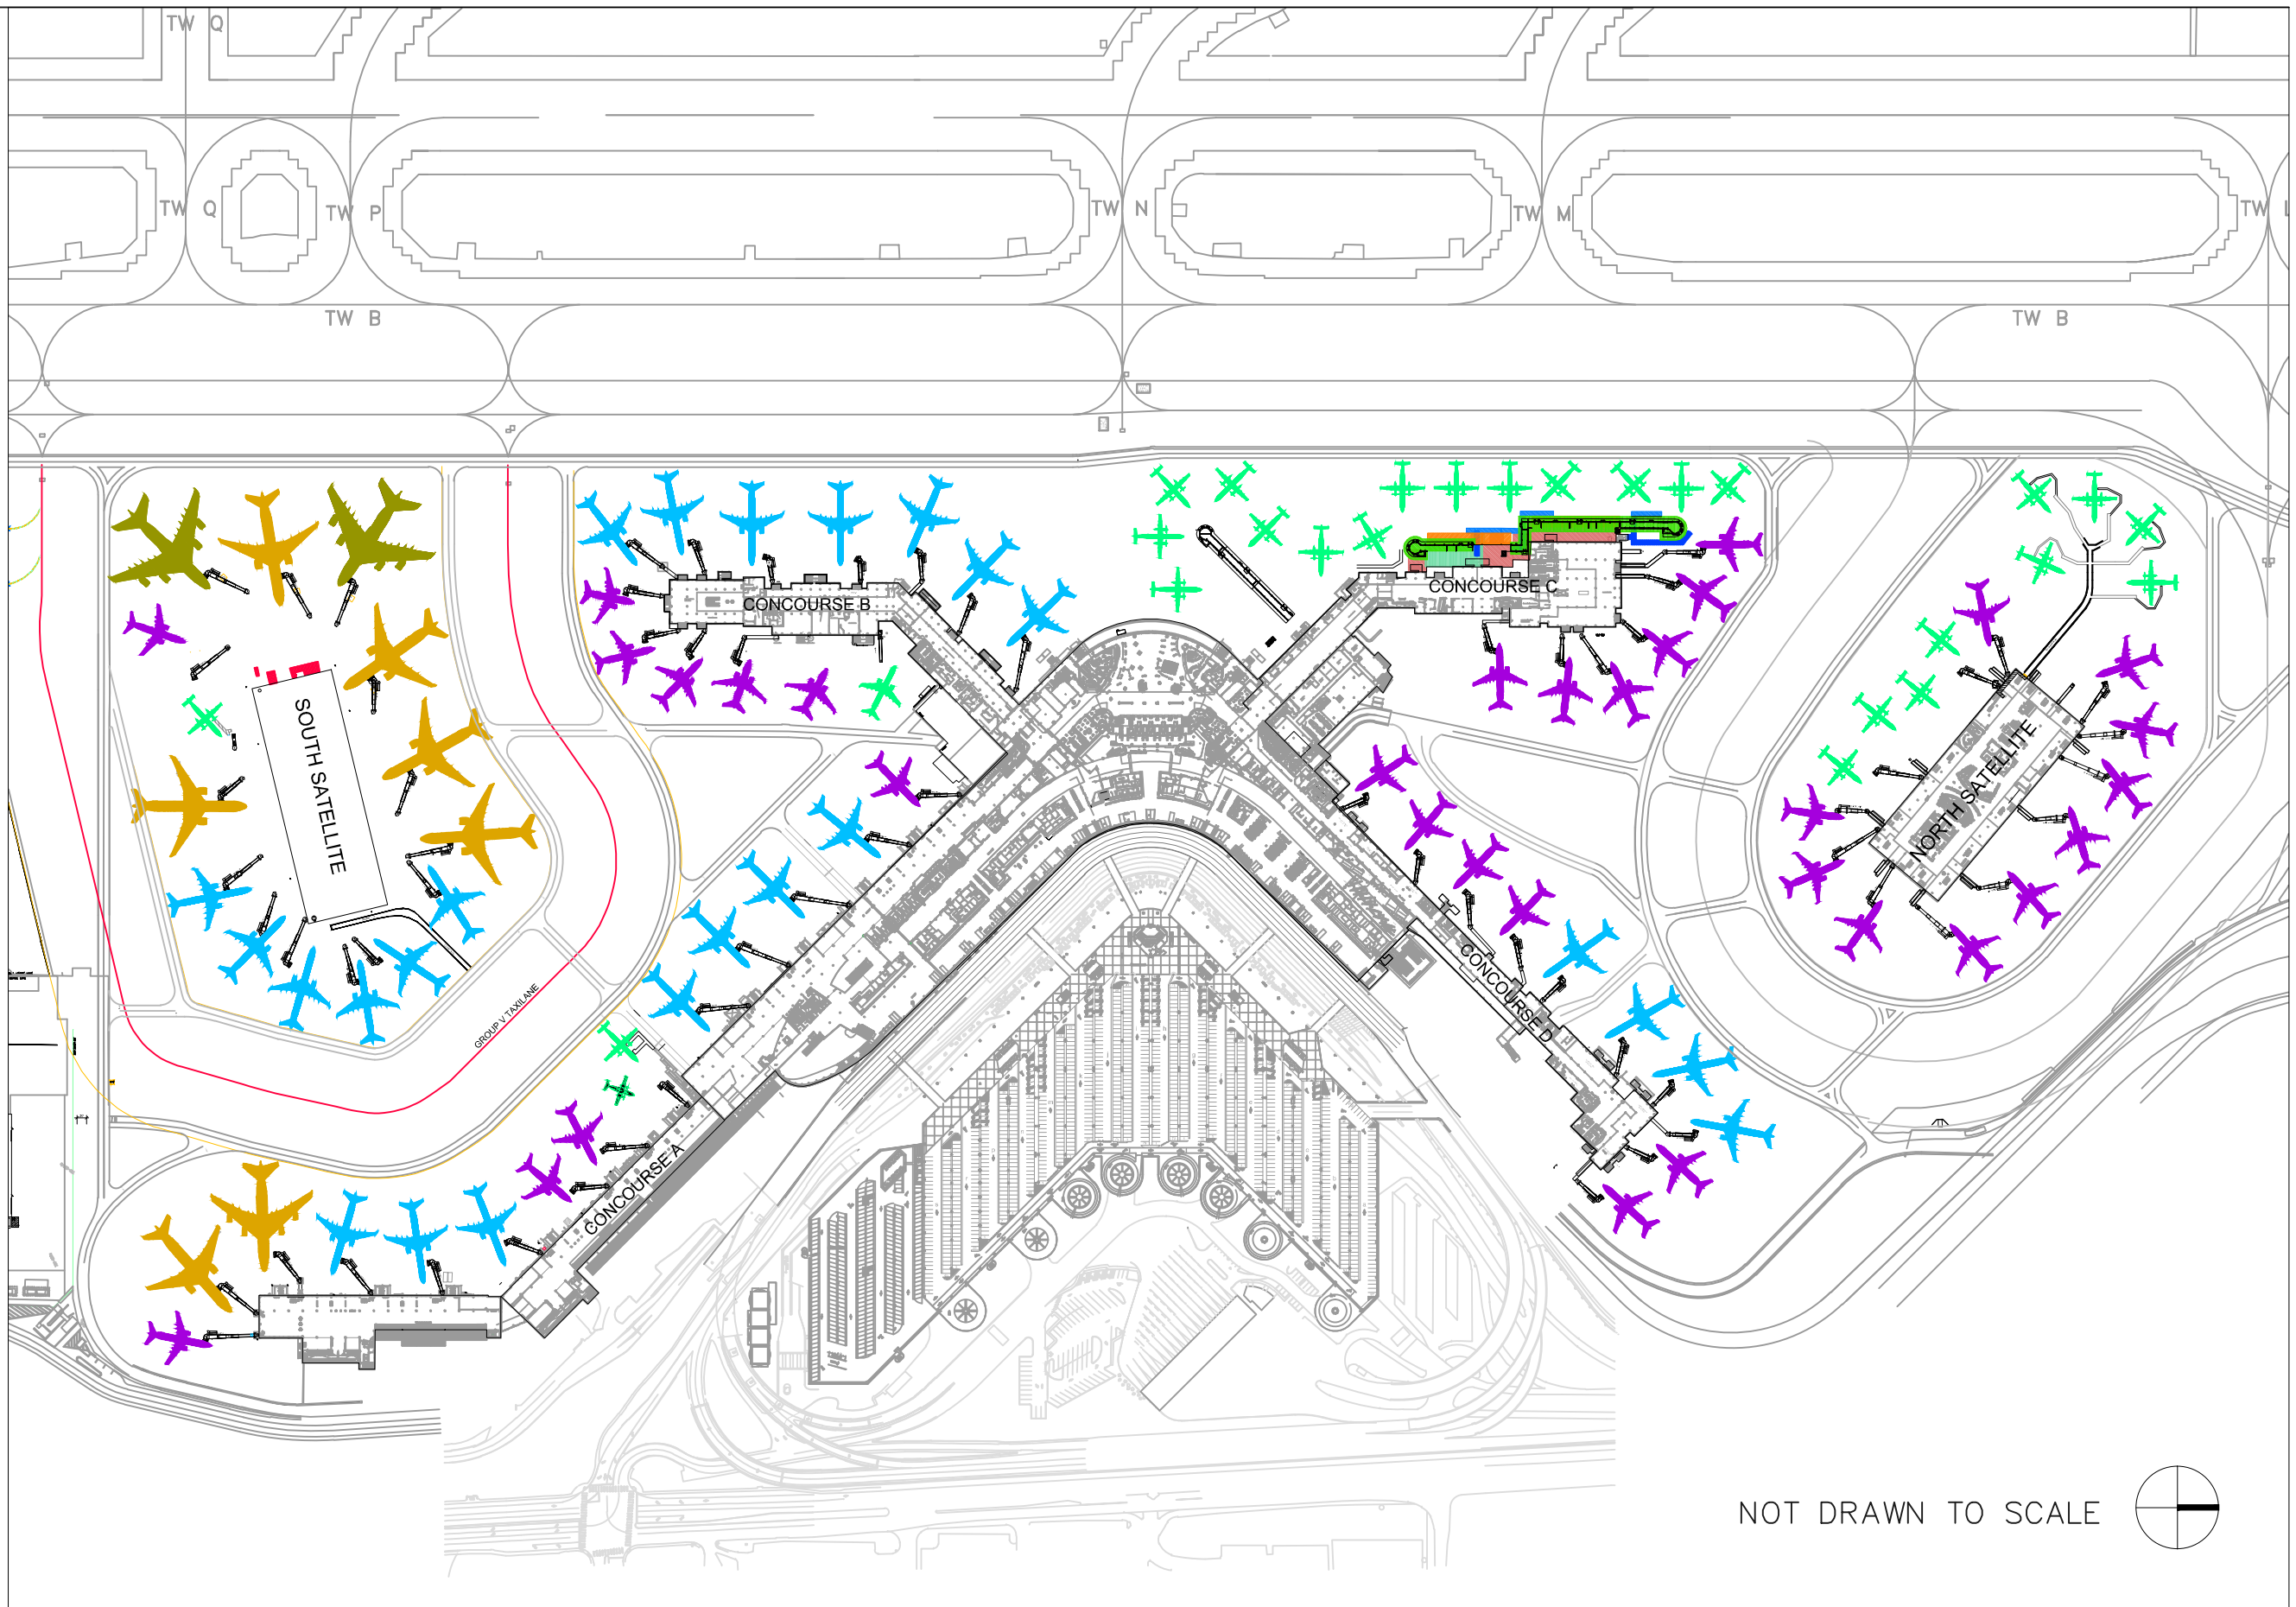 TW Q
TW Q
TW P
TW N
TW M
TW L
TW B
TW B
CONCOURSE B
CONCOURSE C
SOUTH SATELLITE
NORTH SATELLITE
CONCOURSE D
GROUP V TAXILANE
CONCOURSE A
NOT DRAWN TO SCALE